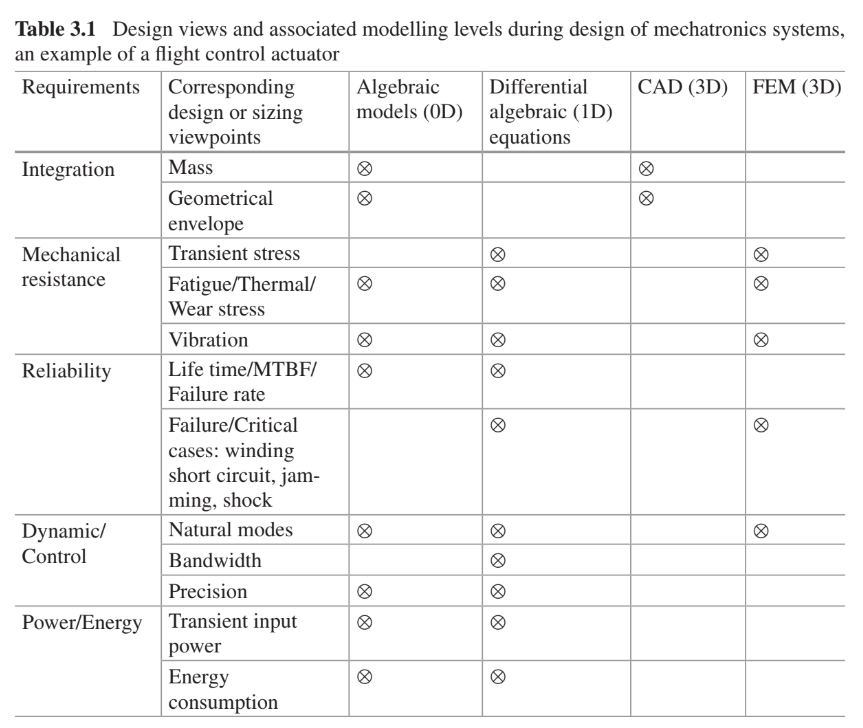 Table 3.1 Design views and associated modelling levels during design of mechatronics systems,
an example of a flight control actuator
Requirements Corresponding design or sizing viewpoints Algebraic models (0D) Differential algebraic (1D) equations CAD (3D) FEM (3D)
Integration Mass ⊗ ⊗
Geometrical envelope ⊗ ⊗
Mechanical resistance Transient stress ⊗ ⊗
Fatigue/Thermal/ Wear stress ⊗ ⊗ ⊗
Vibration ⊗ ⊗ ⊗
Reliability Life time/MTBF/ Failure rate ⊗ ⊗
Failure/Critical cases: winding short circuit, jam-ming, shock ⊗ ⊗
Dynamic/ Control Natural modes ⊗ ⊗ ⊗
Bandwidth ⊗
Precision ⊗ ⊗
Power/Energy Transient input power ⊗ ⊗
Energy consumption ⊗ ⊗